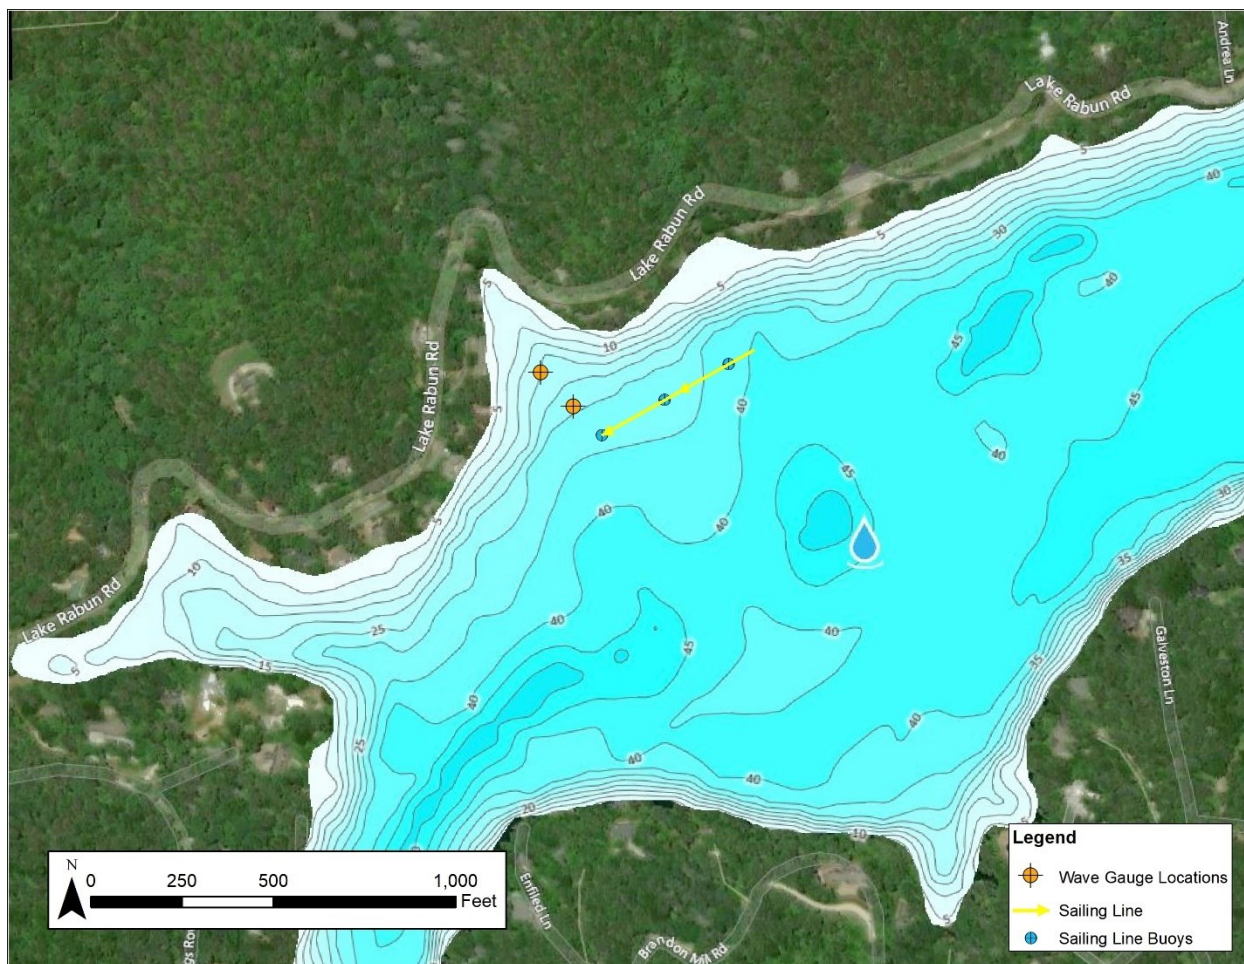 Andrea Ln
Lake Rabun Rd
5
40
Lake Rabun Rd
5
30
40
5
5
10
45
40
45
Lake Rabun Rd
5
40
45
40
30
5
40
40
35
10
Lake Rabun Rd
40
25
40
45
Galveston Ln
5
15
35
40
25
40
40
40
20
10
5
Enfiled Ln
Brandon Mill Rd
5
N
0 250 500 1,000
Feet
Legend
Wave Gauge Locations
Sailing Line
Sailing Line Buoys